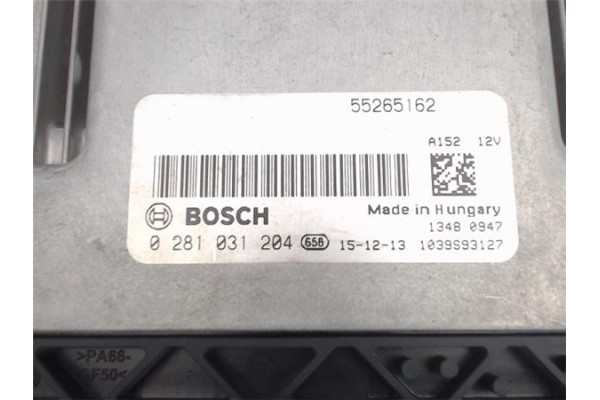 55265162
A152 12V
BOSCH
Made in Hungary
1348 0947
0 281 031 204 656 15-12-13 1039S93127
>PA66-
GF50<